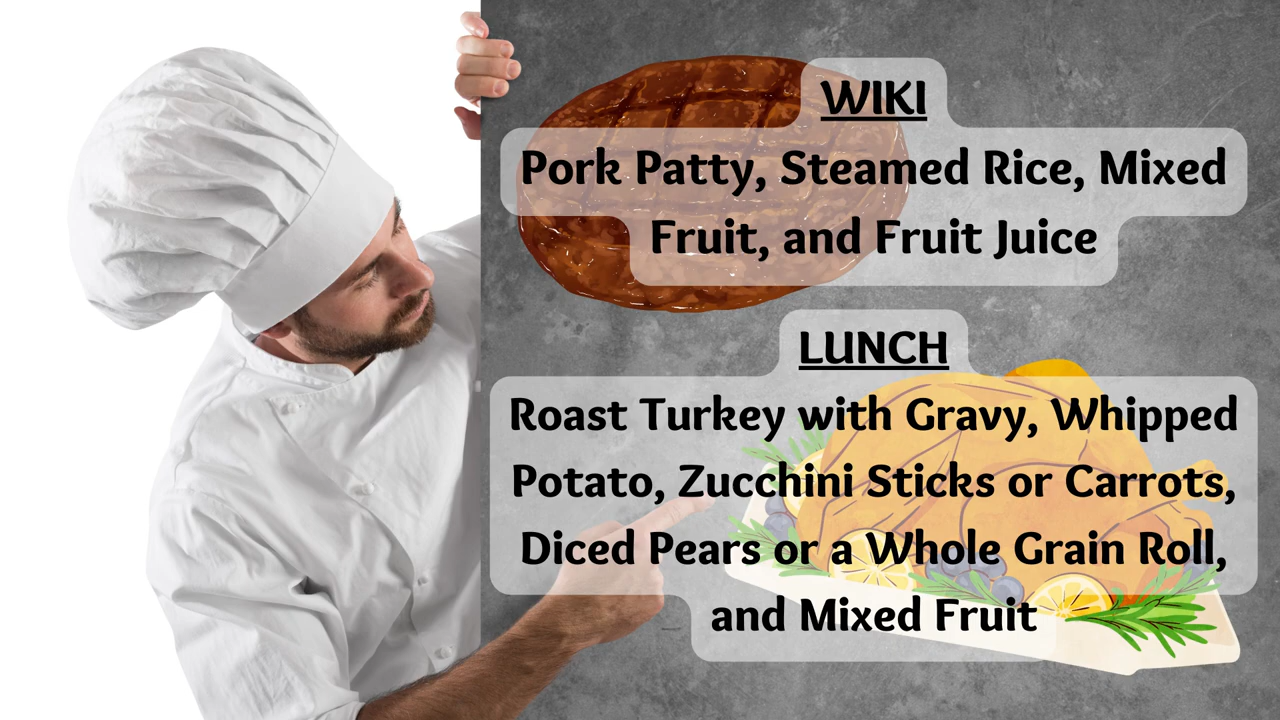 WIKI
Pork Patty, Steamed Rice, Mixed
Fruit, and Fruit Juice
LUNCH
Roast Turkey with Gravy, Whipped
Potato, Zucchini Sticks or Carrots,
Diced Pears or a Whole Grain Roll,
and Mixed Fruit